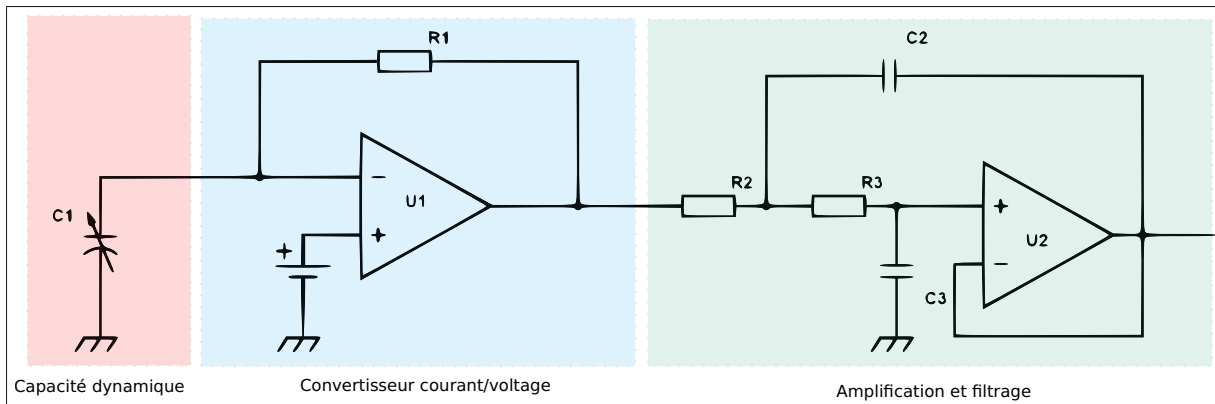 R1
C2
R2
R3
C1
U1
U2
C3
+
-
+
+
-
Capacité dynamique
Convertisseur courant/voltage
Amplification et filtrage